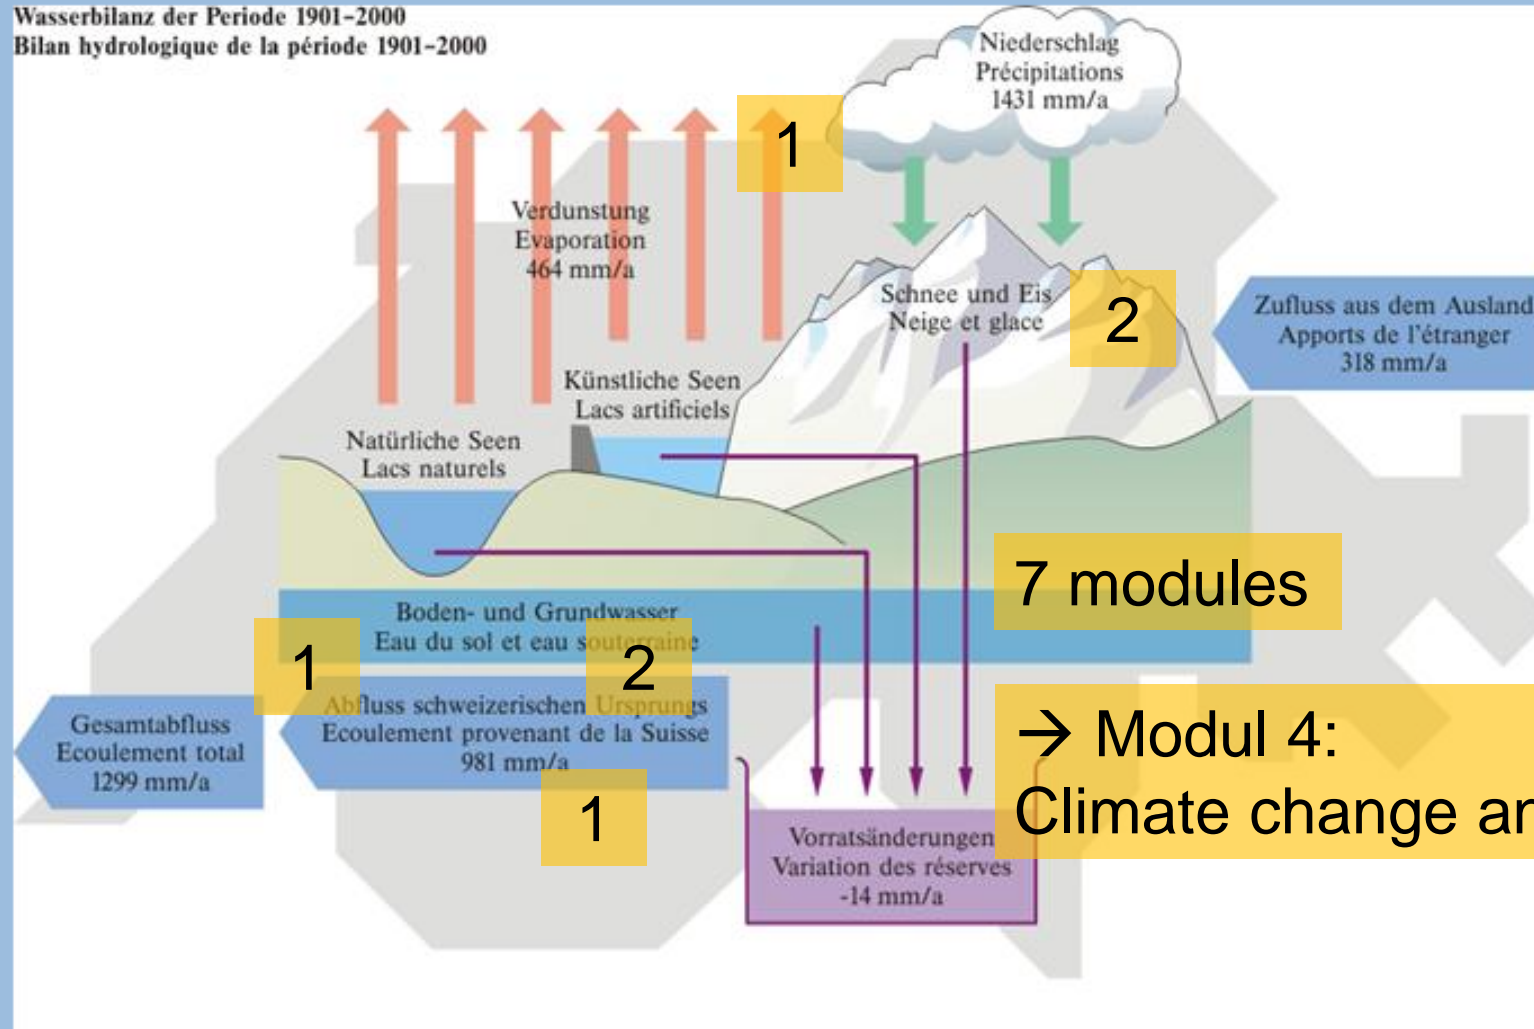 Wasserbilanz der Periode 1901–2000
Bilan hydrologique de la période 1901–2000
Niederschlag
Précipitations
1431 mm/a
1
Verdunstung
Evaporation
464 mm/a
Schnee und Eis
Neige et glace
2
Zufluss aus dem Ausland
Apports de l'étranger
318 mm/a
Künstliche Seen
Lacs artificiels
Natürliche Seen
Lacs naturels
7 modules
Boden- und Grundwasser
Eau du sol et eau souterraine
1
2
Abfluss schweizerischen Ursprungs
Ecoulement provenant de la Suisse
981 mm/a
Gesamtabfluss
Ecoulement total
1299 mm/a
1
→ Modul 4:
Climate change
Vorratsänderungen
Variation des réserves
-14 mm/a